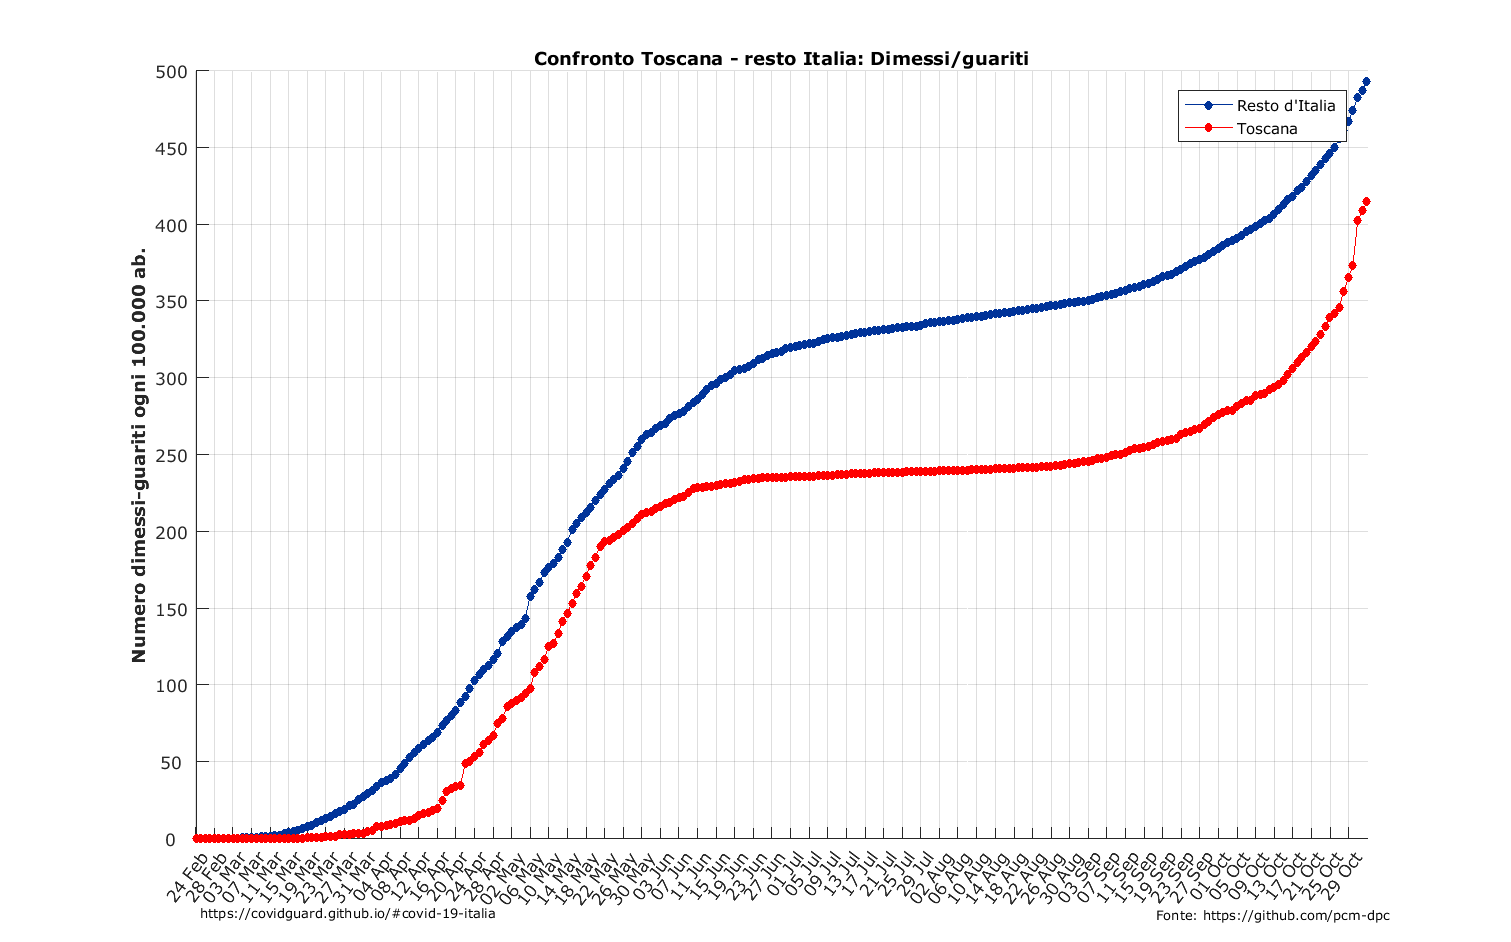 Confronto Toscana - resto Italia: Dimessi/guariti
Resto d'Italia
Toscana
Numero dimessi-guariti ogni 100.000 ab.
500
450
400
350
300
250
200
150
100
50
0
24 Feb
28 Feb
03 Mar
07 Mar
11 Mar
15 Mar
19 Mar
23 Mar
27 Mar
31 Mar
04 Apr
08 Apr
12 Apr
16 Apr
20 Apr
24 Apr
28 Apr
02 May
06 May
10 May
14 May
18 May
22 May
26 May
30 May
03 Jun
07 Jun
11 Jun
15 Jun
19 Jun
23 Jun
27 Jun
01 Jul
05 Jul
09 Jul
13 Jul
17 Jul
21 Jul
25 Jul
29 Jul
02 Aug
06 Aug
10 Aug
14 Aug
18 Aug
22 Aug
26 Aug
30 Aug
03 Sep
07 Sep
11 Sep
15 Sep
19 Sep
23 Sep
27 Sep
01 Oct
05 Oct
09 Oct
13 Oct
17 Oct
21 Oct
25 Oct
29 Oct
https://covidguard.github.io/#covid-19-italia
Fonte: https://github.com/pcm-dpc